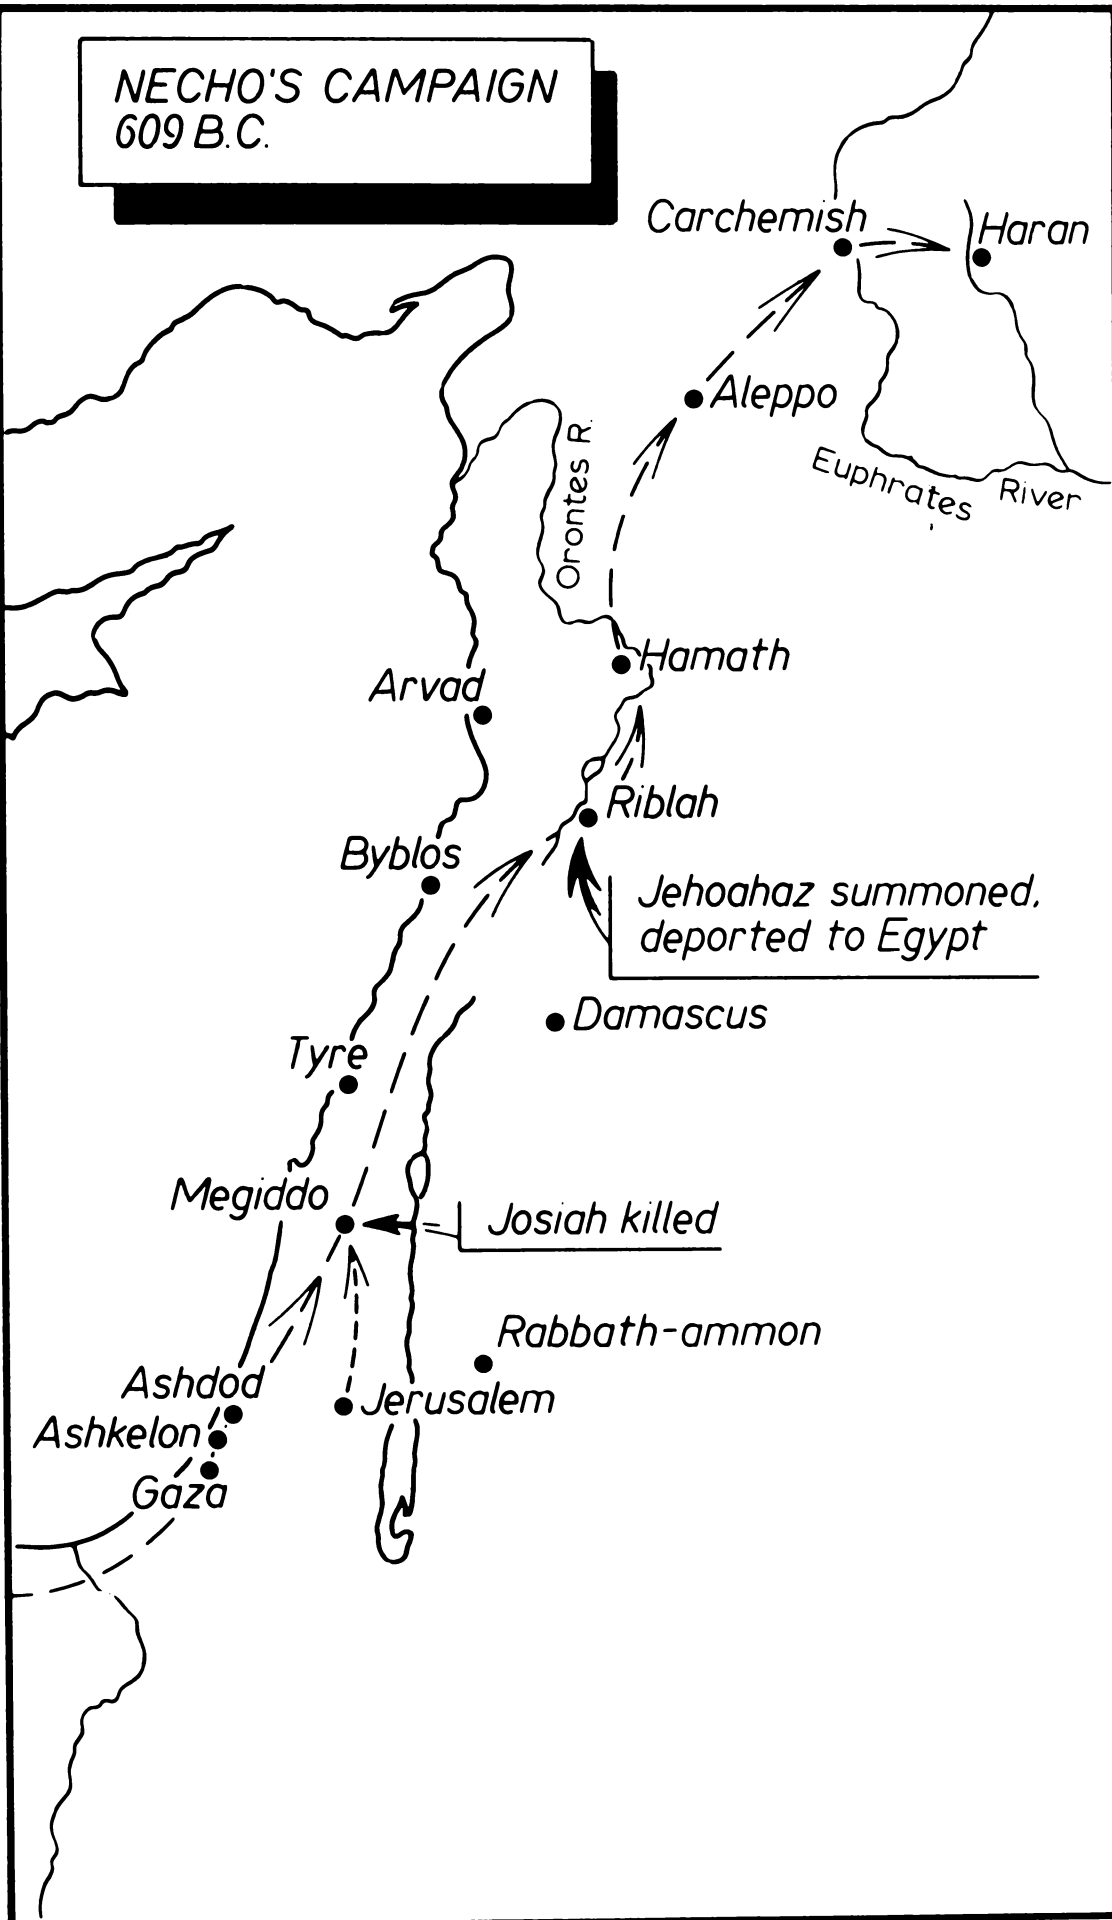 NECHO'S CAMPAIGN
609 B.C.
Carchemish
Haran
Aleppo
Orontes R.
Euphrates River
Hamath
Arvad
Riblah
Byblos
Jehoahaz summoned,
deported to Egypt
Damascus
Tyre
Megiddo
Josiah killed
Rabbath-ammon
Ashdod
Jerusalem
Ashkelon
Gaza